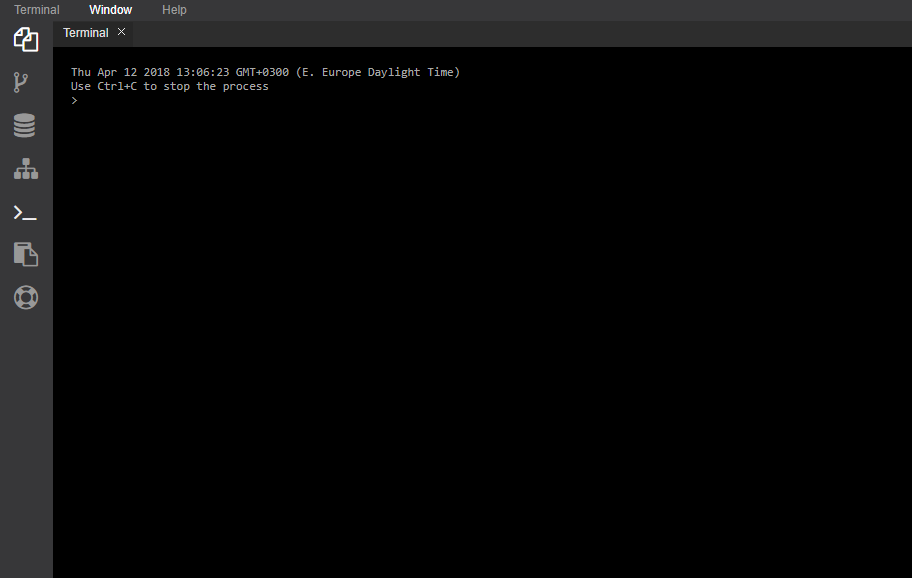 Terminal Window Help
Terminal ×
Thu Apr 12 2018 13:06:23 GMT+0300 (E. Europe Daylight Time)
Use Ctrl+C to stop the process
>